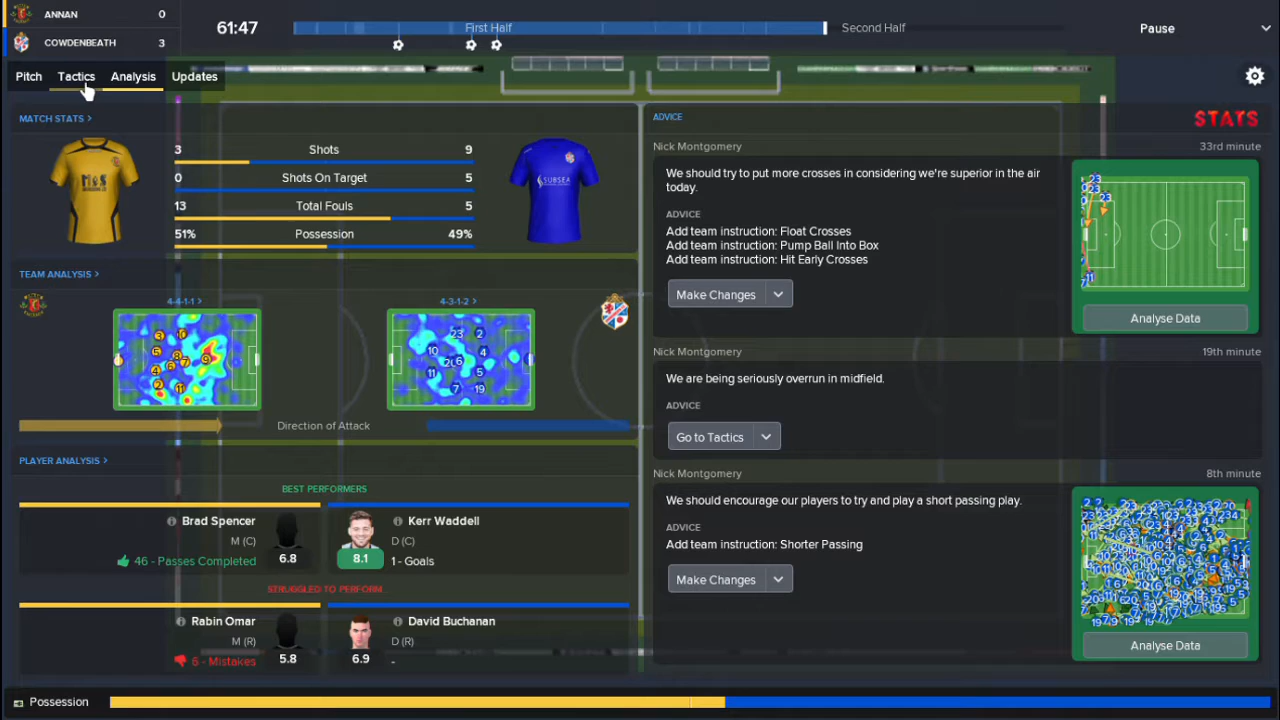 ANNAN 0
COWDENBEATH 3
61:47
First Half
Second Half
Pause
Pitch Tactics Analysis Updates
MATCH STATS >
3 Shots 9
0 Shots On Target 5
13 Total Fouls 5
51% Possession 49%
SUBSEA
TEAM ANALYSIS >
4-4-1-1 >
4-3-1-2 >
Direction of Attack
PLAYER ANALYSIS >
BEST PERFORMERS
Brad Spencer
M (C)
46 - Passes Completed
6.8
Kerr Waddell
D (C)
8.1
1 - Goals
STRUGGLED TO PERFORM
Rabin Omar
M (R)
6 - Mistakes
5.8
David Buchanan
D (R)
6.9
-
ADVICE
STATS
Nick Montgomery
33rd minute
We should try to put more crosses in considering we're superior in the air
today.
ADVICE
Add team instruction: Float Crosses
Add team instruction: Pump Ball Into Box
Add team instruction: Hit Early Crosses
Make Changes
Analyse Data
Nick Montgomery
19th minute
We are being seriously overrun in midfield.
ADVICE
Go to Tactics
Nick Montgomery
8th minute
We should encourage our players to try and play a short passing play.
ADVICE
Add team instruction: Shorter Passing
Make Changes
Analyse Data
Possession